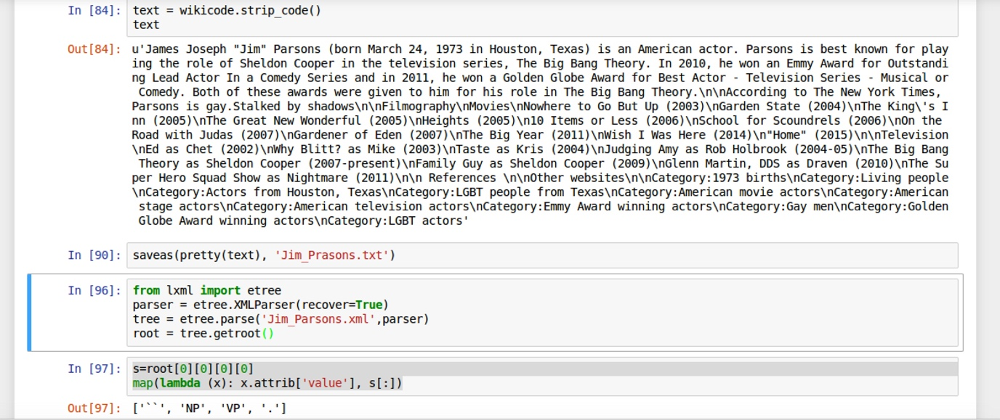 In [84]: text = wikicode.strip_code()
text
Out[84]: u'James Joseph "Jim" Parsons (born March 24, 1973 in Houston, Texas) is an American actor. Parsons is best known for play
ing the role of Sheldon Cooper in the television series, The Big Bang Theory. In 2010, he won an Emmy Award for Outstandi
ng Lead Actor In a Comedy Series and in 2011, he won a Golden Globe Award for Best Actor - Television Series - Musical or
Comedy. Both of these awards were given to him for his role in The Big Bang Theory.\n\nAccording to The New York Times,
Parsons is gay.Stalked by shadows\n\nFilmography\nMovies\nNowhere to Go But Up (2003)\nGarden State (2004)\nThe King\'s I
nn (2005)\nThe Great New Wonderful (2005)\nHeights (2005)\n10 Items or Less (2006)\nSchool for Scoundrels (2006)\nOn the
Road with Judas (2007)\nGardener of Eden (2007)\nThe Big Year (2011)\nWish I Was Here (2014)\n"Home" (2015)\n\nTelevision
\nEd as Chet (2002)\nWhy Blitt? as Mike (2003)\nTaste as Kris (2004)\nJudging Amy as Rob Holbrook (2004-05)\nThe Big Bang
Theory as Sheldon Cooper (2007-present)\nFamily Guy as Sheldon Cooper (2009)\nGlenn Martin, DDS as Draven (2010)\nThe Su
per Hero Squad Show as Nightmare (2011)\n\n References \n\nOther websites\n\nCategory:1973 births\nCategory:Living people
\nCategory:Actors from Houston, Texas\nCategory:LGBT people from Texas\nCategory:American movie actors\nCategory:American
stage actors\nCategory:American television actors\nCategory:Emmy Award winning actors\nCategory:Gay men\nCategory:Golden
Globe Award winning actors\nCategory:LGBT actors'
In [90]: saveas(pretty(text), 'Jim_Prasons.txt')
In [96]: from lxml import etree
parser = etree.XMLParser(recover=True)
tree = etree.parse('Jim_Parsons.xml',parser)
root = tree.getroot()
In [97]: s=root[0][0][0][0]
map(lambda (x): x.attrib['value'], s[:])
Out[97]: ['``', 'NP', 'VP', '.']